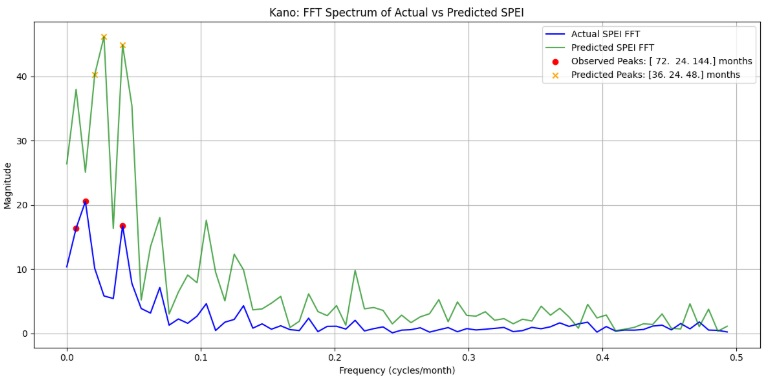 Kano: FFT Spectrum of Actual vs Predicted SPEI
Actual SPEI FFT
Predicted SPEI FFT
Observed Peaks: [ 72.  24. 144.] months
Predicted Peaks: [36. 24. 48.] months
Magnitude
40
30
20
10
0
0.0 0.1 0.2 0.3 0.4 0.5
Frequency (cycles/month)